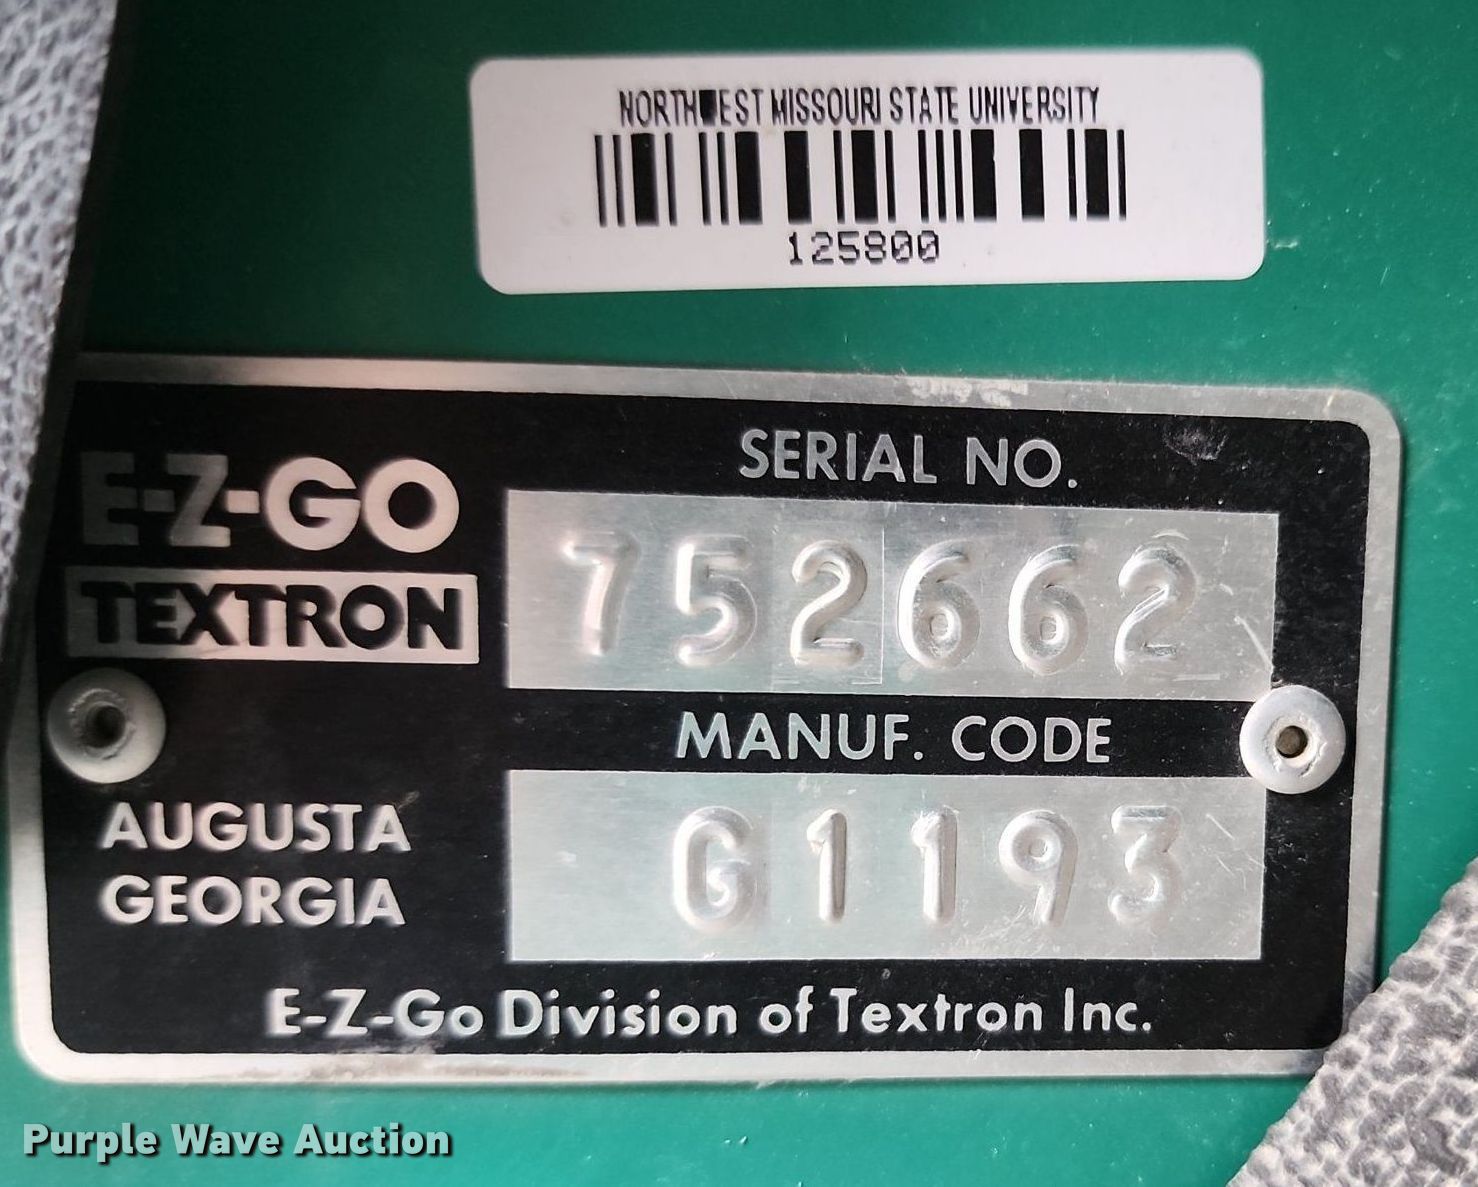 NORTHWEST MISSOURI STATE UNIVERSITY
125800
E-Z-GO
TEXTRON
SERIAL NO.
752662
MANUF. CODE
G1193
AUGUSTA
GEORGIA
E-Z-Go Division of Textron Inc.
Purple Wave Auction